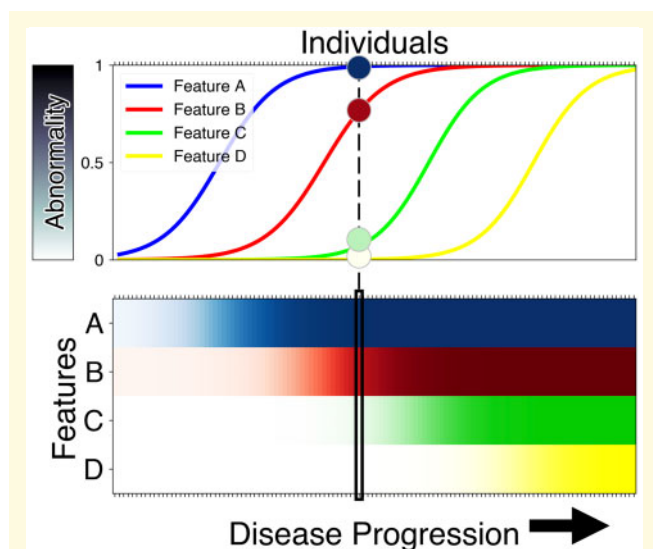 Individuals
Abnormality
1
0.5
0
Feature A
Feature B
Feature C
Feature D
Features
A
B
C
D
Disease Progression